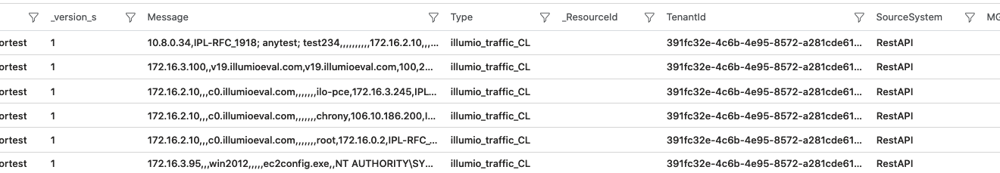 _version_s Message Type _ResourceId TenantId SourceSystem MG
ortest 1 10.8.0.34,IPL-RFC_1918; anytest; test234,,,,,,,,,,172.16.2.10,,,... illumio_traffic_CL 391fc32e-4c6b-4e95-8572-a281cde61... RestAPI
ortest 1 172.16.3.100,,v19.illumioeval.com,v19.illumioeval.com,100,2... illumio_traffic_CL 391fc32e-4c6b-4e95-8572-a281cde61... RestAPI
ortest 1 172.16.2.10,,,c0.illumioeval.com,,,,,,,ilo-pce,172.16.3.245,IPL... illumio_traffic_CL 391fc32e-4c6b-4e95-8572-a281cde61... RestAPI
ortest 1 172.16.2.10,,,c0.illumioeval.com,,,,,,,chrony,106.10.186.200,I... illumio_traffic_CL 391fc32e-4c6b-4e95-8572-a281cde61... RestAPI
ortest 1 172.16.2.10,,,c0.illumioeval.com,,,,,,,root,172.16.0.2,IPL-RFC_... illumio_traffic_CL 391fc32e-4c6b-4e95-8572-a281cde61... RestAPI
ortest 1 172.16.3.95,,,win2012,,,,,ec2config.exe,,NT AUTHORITY\SY... illumio_traffic_CL 391fc32e-4c6b-4e95-8572-a281cde61... RestAPI